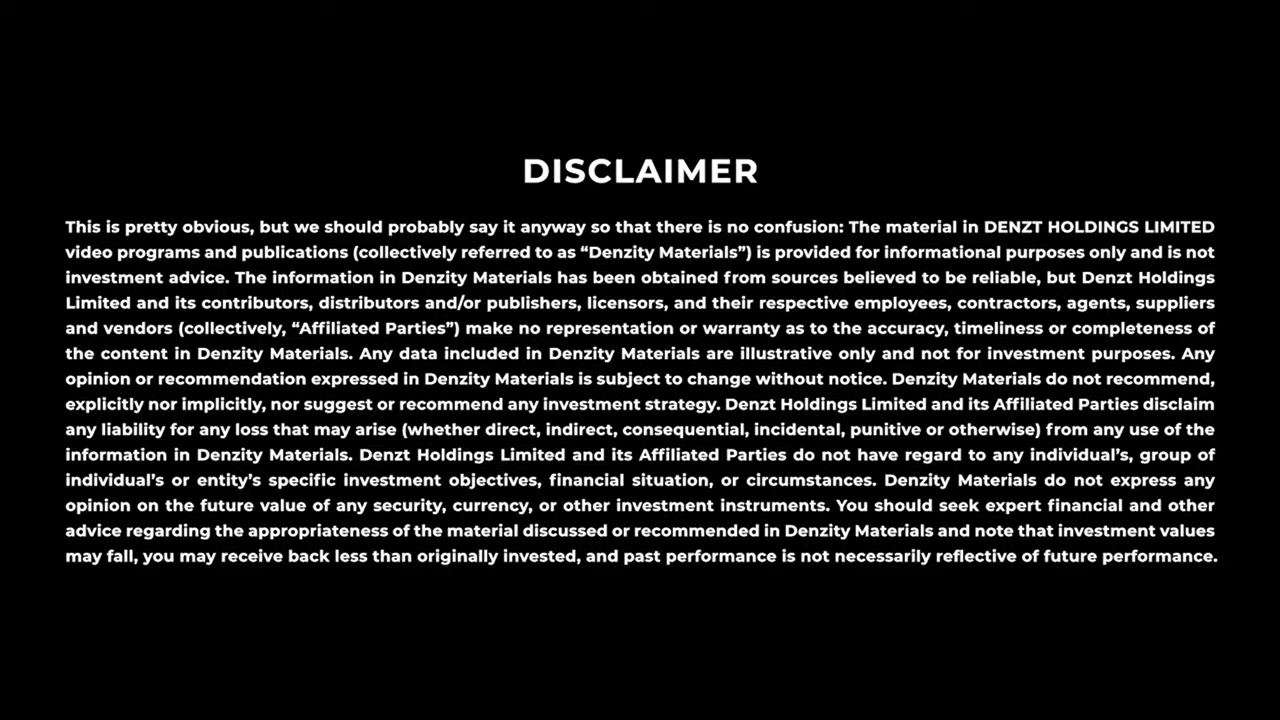 DISCLAIMER
This is pretty obvious, but we should probably say it anyway so that there is no confusion: The material in DENZT HOLDINGS LIMITED
video programs and publications (collectively referred to as “Denzity Materials”) is provided for informational purposes only and is not
investment advice. The information in Denzity Materials has been obtained from sources believed to be reliable, but Denzt Holdings
Limited and its contributors, distributors and/or publishers, licensors, and their respective employees, contractors, agents, suppliers
and vendors (collectively, “Affiliated Parties”) make no representation or warranty as to the accuracy, timeliness or completeness of
the content in Denzity Materials. Any data included in Denzity Materials are illustrative only and not for investment purposes. Any
opinion or recommendation expressed in Denzity Materials is subject to change without notice. Denzity Materials do not recommend,
explicitly nor implicitly, nor suggest or recommend any investment strategy. Denzt Holdings Limited and its Affiliated Parties disclaim
any liability for any loss that may arise (whether direct, indirect, consequential, incidental, punitive or otherwise) from any use of the
information in Denzity Materials. Denzt Holdings Limited and its Affiliated Parties do not have regard to any individual’s, group of
individual’s or entity’s specific investment objectives, financial situation, or circumstances. Denzity Materials do not express any
opinion on the future value of any security, currency, or other investment instruments. You should seek expert financial and other
advice regarding the appropriateness of the material discussed or recommended in Denzity Materials and note that investment values
may fall, you may receive back less than originally invested, and past performance is not necessarily reflective of future performance.